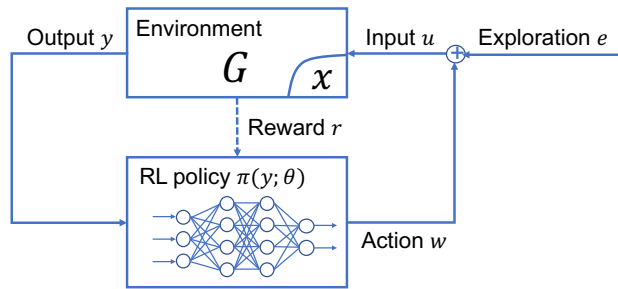 Output y
Environment
G
x
Input u
+
Exploration e
Reward r
RL policy π(y; θ)
Action w